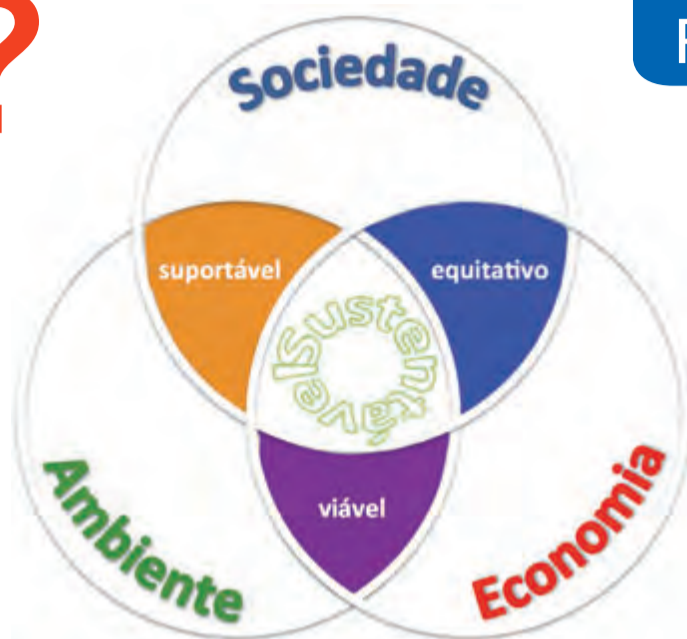 ?
Sociedade
suportável
equitativo
Sustentável
viável
Ambiente
Economia